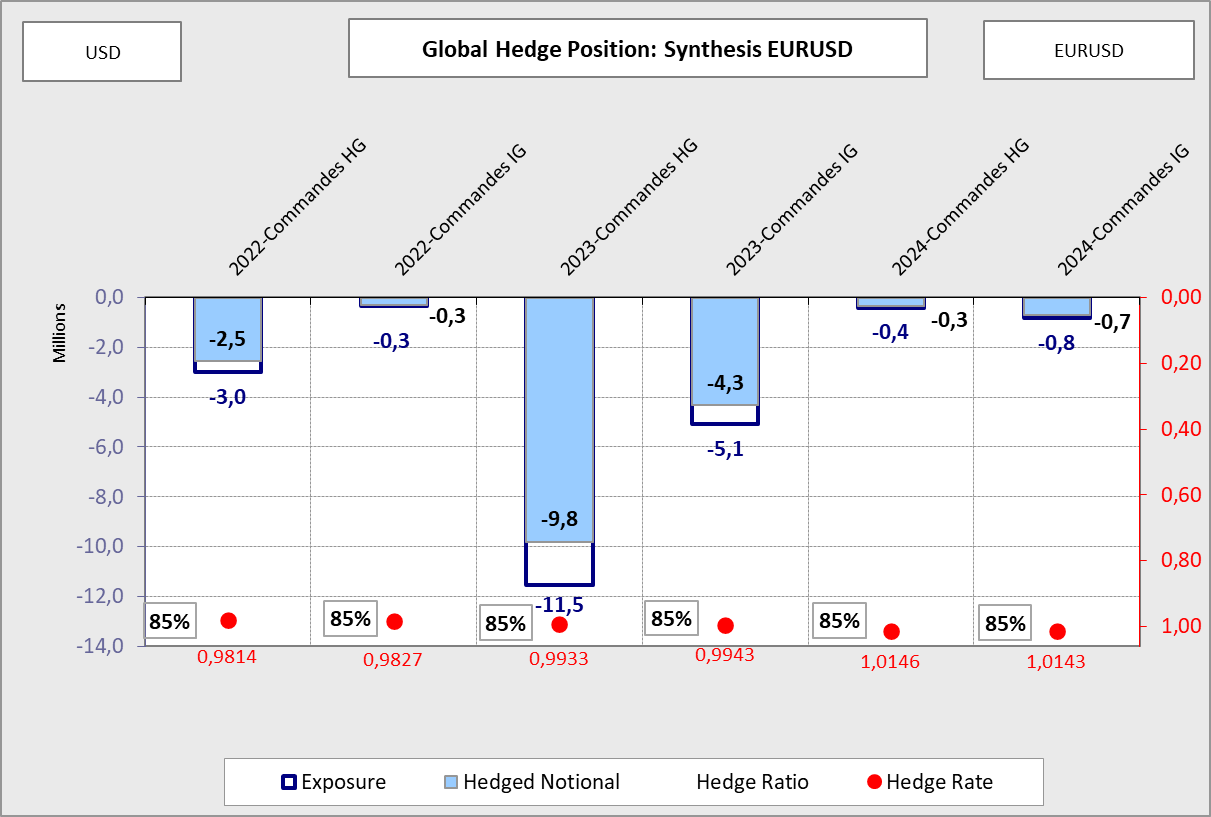 USD
Global Hedge Position: Synthesis EURUSD
EURUSD
2022-Commandes HG
2022-Commandes IG
2023-Commandes HG
2023-Commandes IG
2024-Commandes HG
2024-Commandes IG
Millions
0,0
-2,0
-4,0
-6,0
-8,0
-10,0
-12,0
-14,0
0,00
0,20
0,40
0,60
0,80
1,00
-2,5
-3,0
-0,3
-0,3
-9,8
-11,5
-4,3
-5,1
-0,3
-0,4
-0,7
-0,8
85%
85%
85%
85%
85%
85%
0,9814
0,9827
0,9933
0,9943
1,0146
1,0143
Exposure
Hedged Notional
Hedge Ratio
Hedge Rate